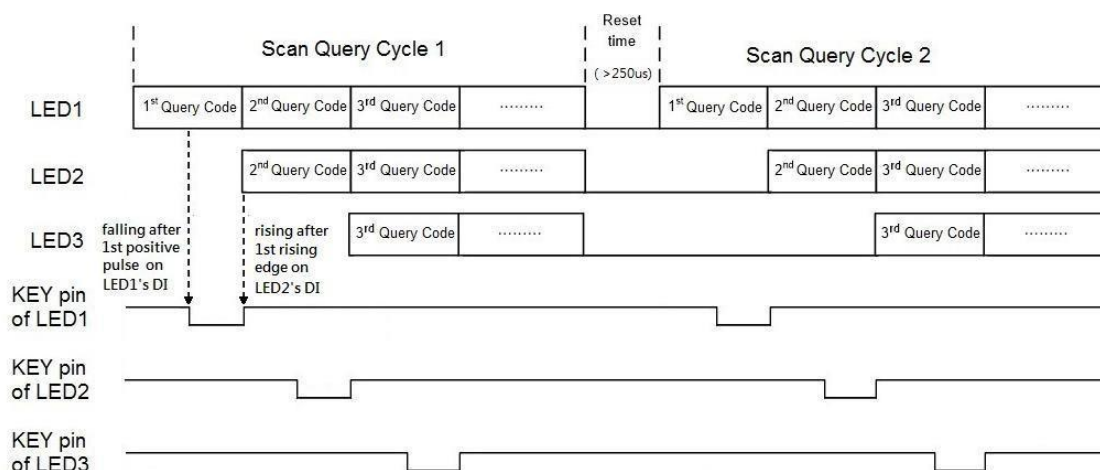 Scan Query Cycle 1
Reset
time
( >250us)
Scan Query Cycle 2
LED1
1st Query Code
2nd Query Code
3rd Query Code
.........
1st Query Code
2nd Query Code
3rd Query Code
.........
LED2
2nd Query Code
3rd Query Code
.........
2nd Query Code
3rd Query Code
.........
LED3
3rd Query Code
.........
3rd Query Code
.........
falling after
1st positive
pulse on
LED1's DI
rising after
1st rising
edge on
LED2's DI
KEY pin
of LED1
KEY pin
of LED2
KEY pin
of LED3